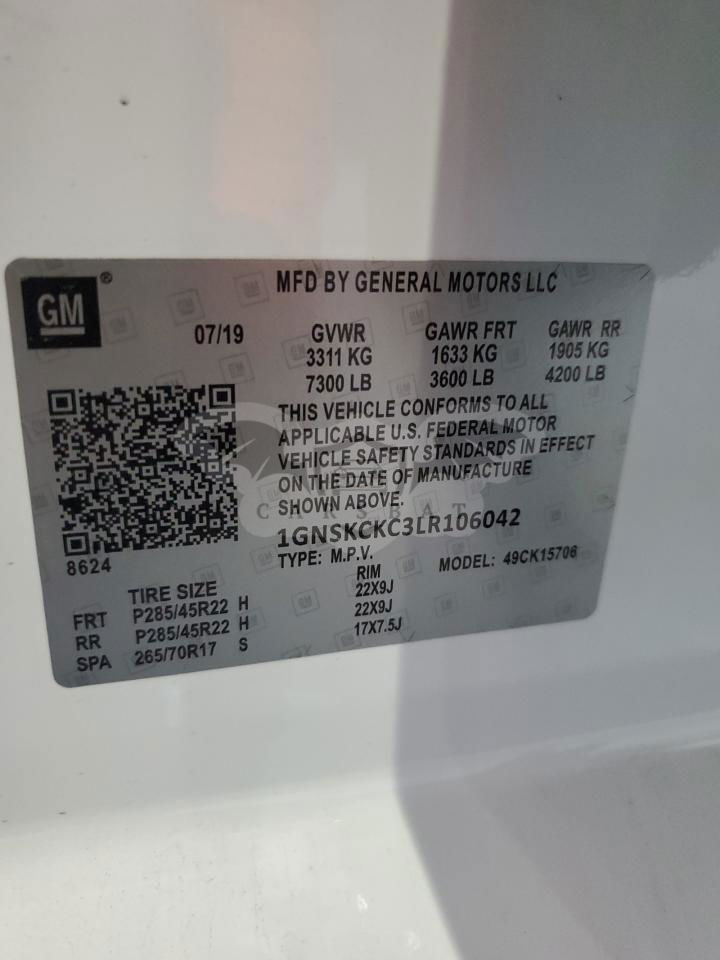 GM ®
MFD BY GENERAL MOTORS LLC
07/19 GVWR GAWR FRT GAWR RR
3311 KG 1633 KG 1905 KG
7300 LB 3600 LB 4200 LB
THIS VEHICLE CONFORMS TO ALL
APPLICABLE U.S. FEDERAL MOTOR
VEHICLE SAFETY STANDARDS IN EFFECT
ON THE DATE OF MANUFACTURE
SHOWN ABOVE.
CARSBAT
1GNSKCKC3LR106042
8624
TYPE: M.P.V. MODEL: 49CK15706
TIRE SIZE RIM
FRT P285/45R22 H 22X9J
RR P285/45R22 H 22X9J
SPA 265/70R17 S 17X7.5J